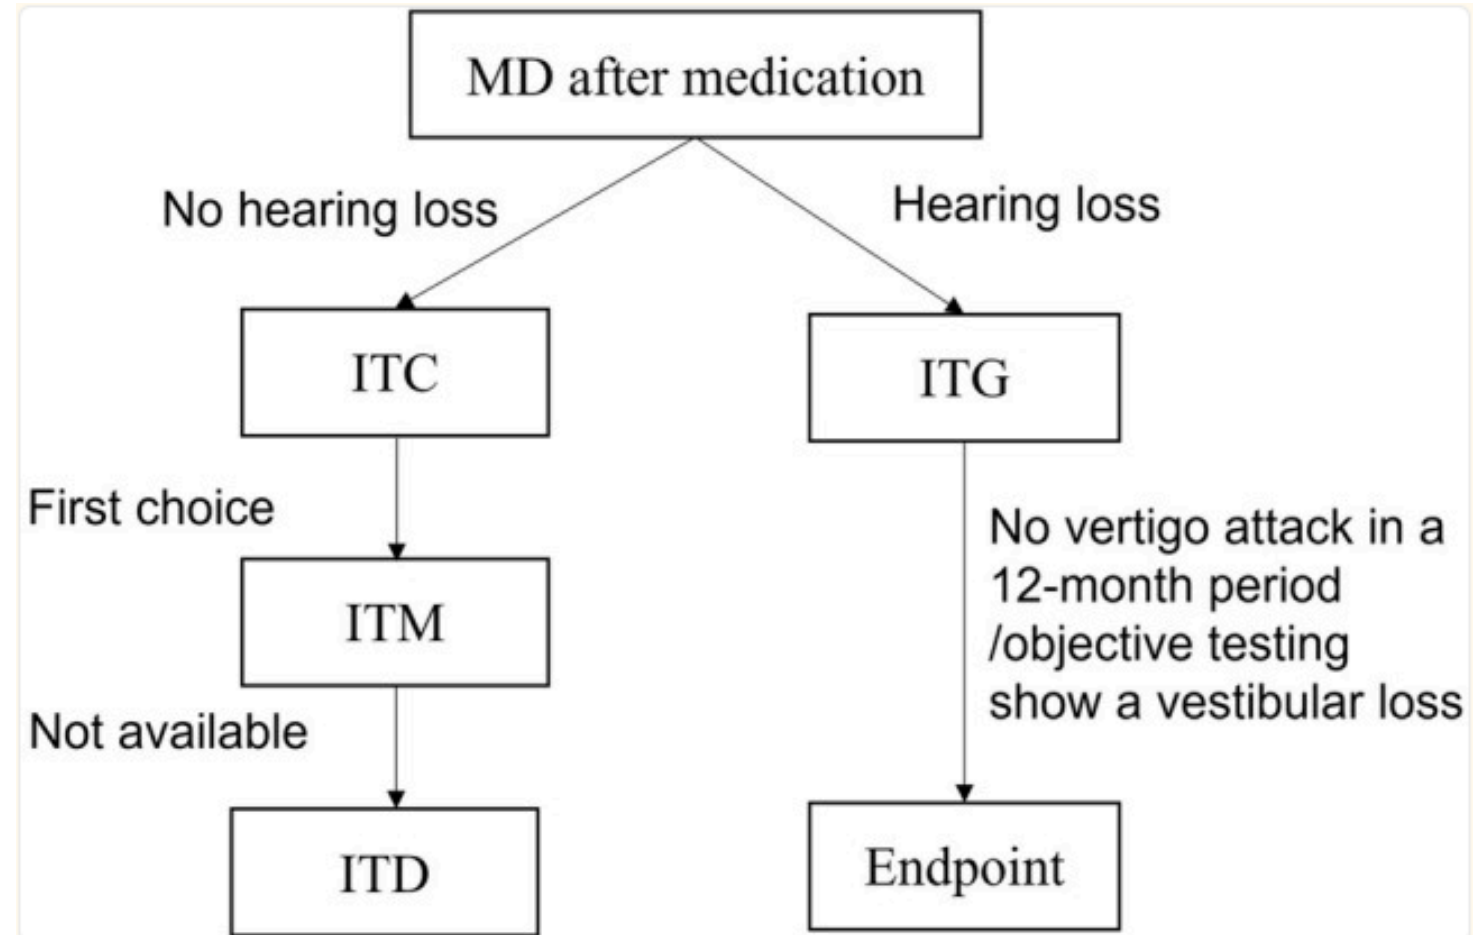 MD after medication
No hearing loss
Hearing loss
ITC
ITG
First choice
No vertigo attack in a
12-month period
/objective testing
show a vestibular loss
ITM
Not available
ITD
Endpoint